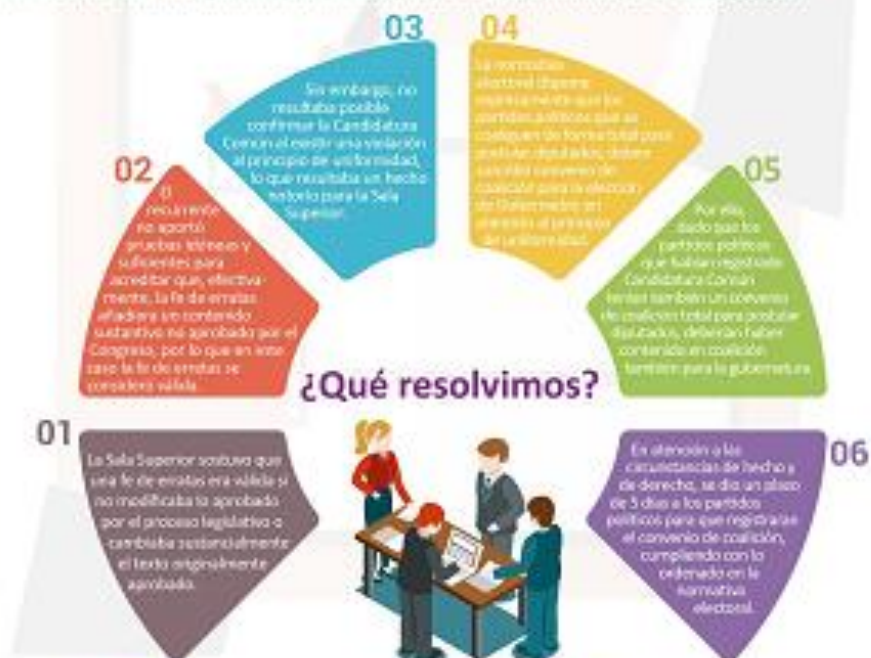 ¿Qué resolvimos?
01
La Sala Superior sostuvo que
una fe de erratas era válida si
no modificaba lo aprobado
por el proceso legislativo o
cambiaba sustancialmente
el texto originalmente
aprobado.
02
El
recurrente
no aportó
pruebas idóneas y
suficientes para
acreditar que, efectiva-
mente, la fe de erratas
añadiera un contenido
sustantivo no aprobado por el
Congreso, por lo que en este
caso la fe de erratas se
consideró válida.
03
Sin embargo, no
resultaba posible
confirmar la Candidatura
Común al existir una violación
al principio de uniformidad,
lo que resultaba un hecho
notorio para la Sala
Superior.
04
La normativa
electoral dispone
expresamente que los
partidos políticos que se
coaliguen de forma total para
postular diputados, deben
convenio de
coalición para la elección
de Gobernador en
atención al principio
de uniformidad.
05
Por ello,
dado que los
partidos políticos
que habían registrado
Candidatura Común
tenían también un convenio
de coalición total para postular
diputados, deberían haber
contenido en coalición
también para la gubernatura.
06
En atención a las
circunstancias de hecho y
de derecho, se dio un plazo
de 5 días a los partidos
políticos para que registraran
el convenio de coalición,
cumpliendo con lo
ordenado en la
normativa
electoral.